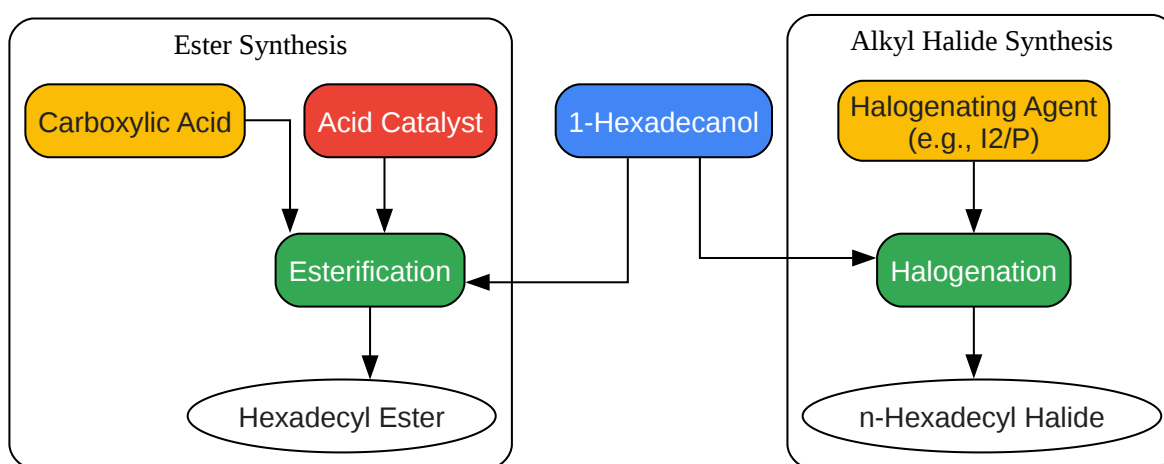 Ester Synthesis
Alkyl Halide Synthesis
Carboxylic Acid
Acid Catalyst
1-Hexadecanol
Halogenating Agent
(e.g., I2/P)
Esterification
Halogenation
Hexadecyl Ester
n-Hexadecyl Halide